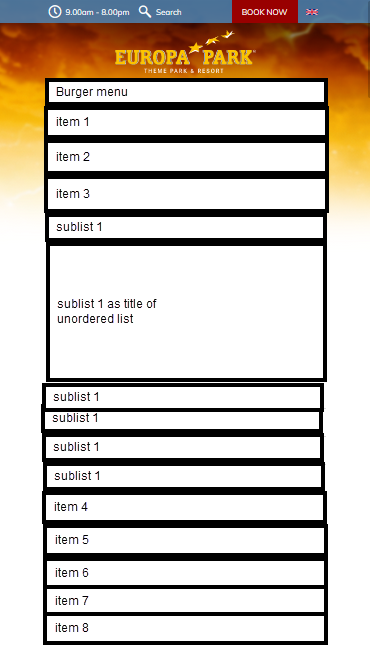 9.00am - 8.00pm Search BOOK NOW
EUROPA PARK
THEME PARK & RESORT
Burger menu
item 1
item 2
item 3
sublist 1
sublist 1 as title of
unordered list
sublist 1
sublist 1
sublist 1
sublist 1
item 4
item 5
item 6
item 7
item 8